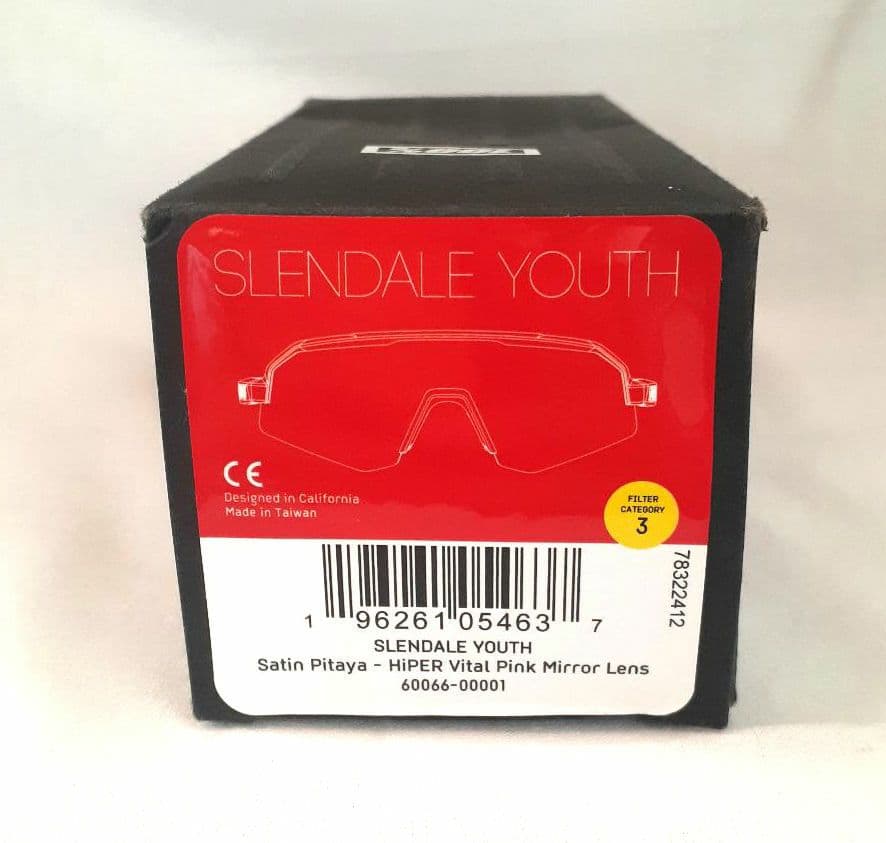 SLENDALE YOUTH
CE
Designed in California
Made in Taiwan
FILTER
CATEGORY
3
78322412
1 96261 05463 7
SLENDALE YOUTH
Satin Pitaya - HiPER Vital Pink Mirror Lens
60066-00001